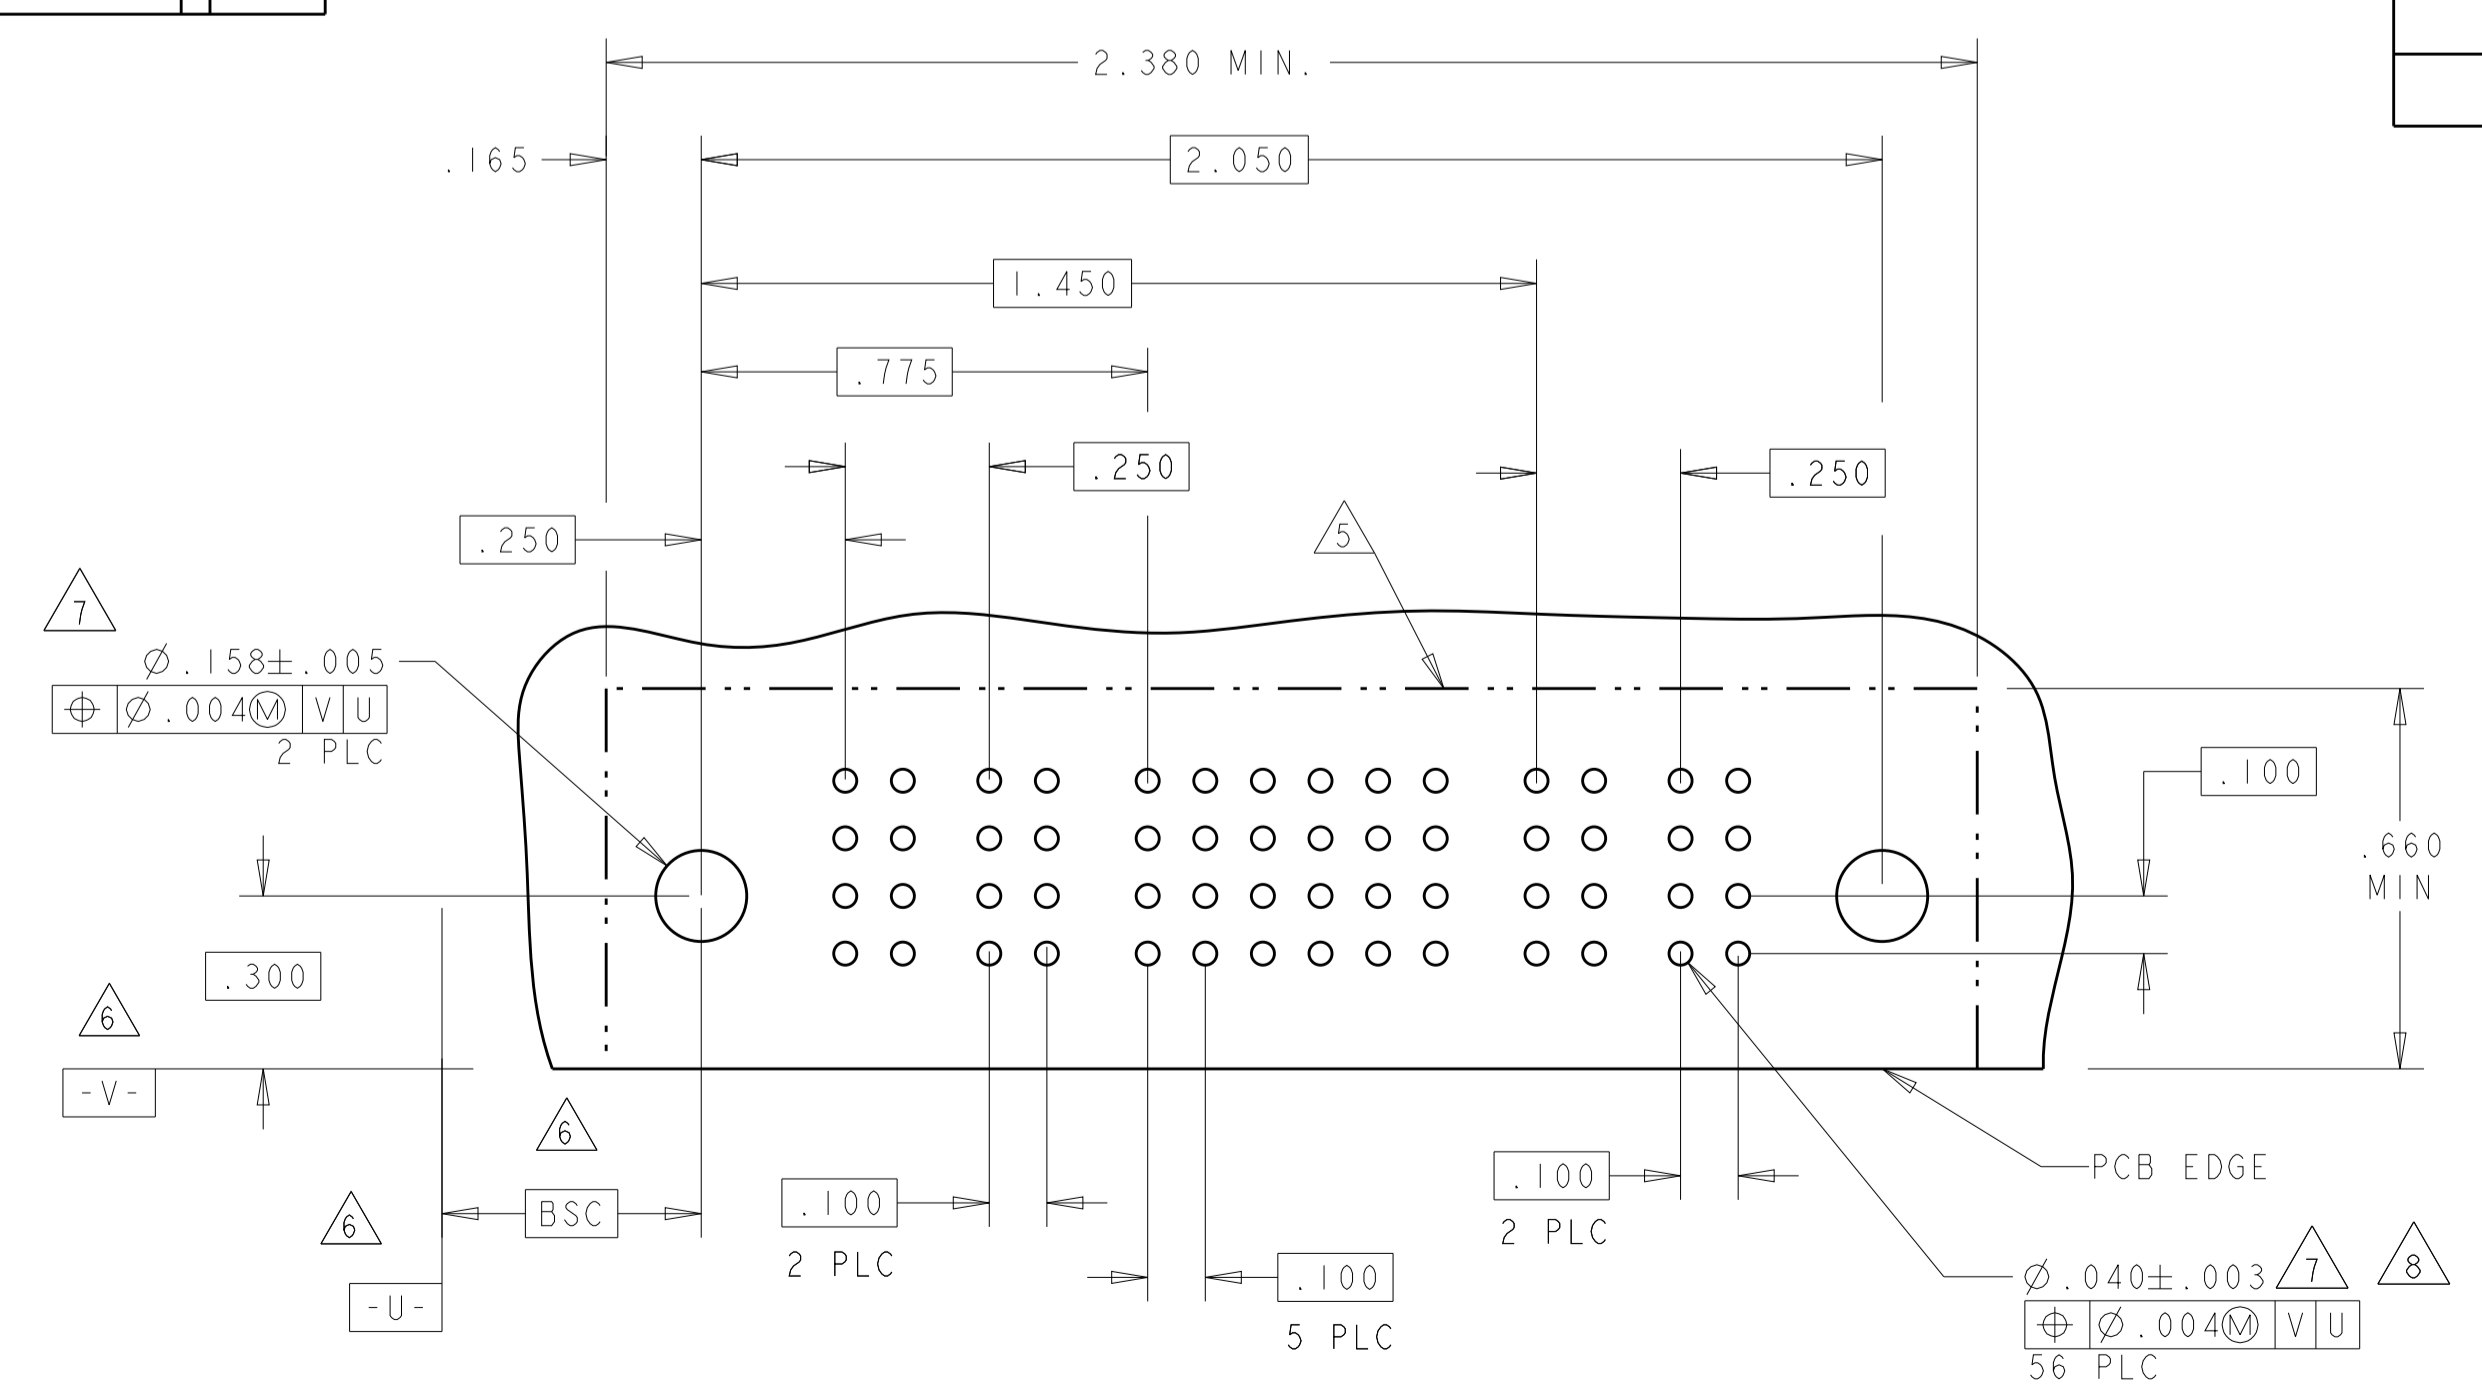 2.380 MIN.
.165
2.050
1.450
.775
.250
.250
.250
5
7
⌀.158±.005
⌖ ⌀.004Ⓜ V U
2 PLC
.100
.660
MIN
.300
6
-V-
6
PCB EDGE
.100
2 PLC
.100
2 PLC
6
BSC
-U-
.100
5 PLC
⌀.040±.003 7 8
⌖ ⌀.004Ⓜ V U
56 PLC